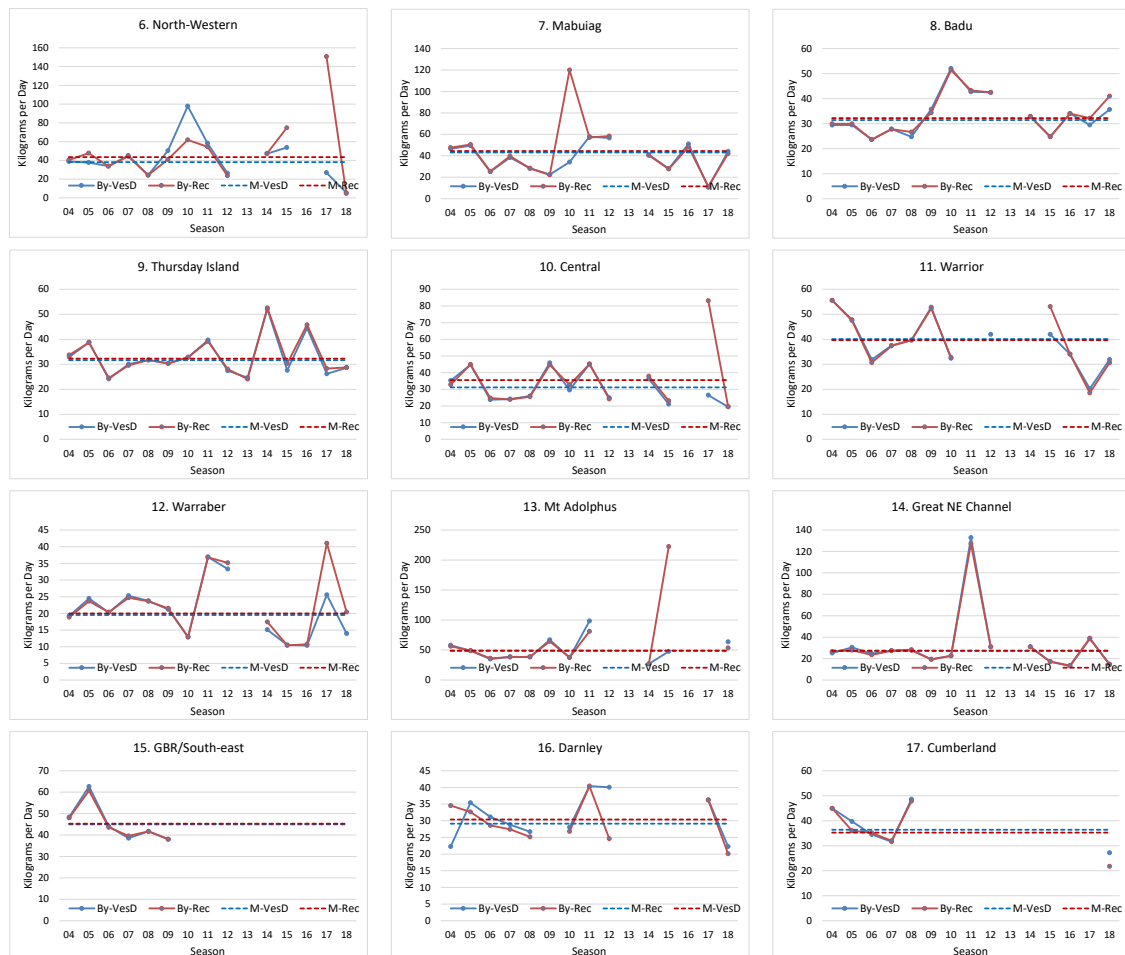 6. North-Western
Kilograms per Day
160
140
120
100
80
60
40
20
0
By-VesD By-Rec M-VesD M-Rec
04 05 06 07 08 09 10 11 12 13 14 15 16 17 18
Season
7. Mabuiag
Kilograms per Day
140
120
100
80
60
40
20
0
By-VesD By-Rec M-VesD M-Rec
04 05 06 07 08 09 10 11 12 13 14 15 16 17 18
Season
8. Badu
Kilograms per Day
60
50
40
30
20
10
0
By-VesD By-Rec M-VesD M-Rec
04 05 06 07 08 09 10 11 12 13 14 15 16 17 18
Season
9. Thursday Island
Kilograms per Day
60
50
40
30
20
10
0
By-VesD By-Rec M-VesD M-Rec
04 05 06 07 08 09 10 11 12 13 14 15 16 17 18
Season
10. Central
Kilograms per Day
90
80
70
60
50
40
30
20
10
0
By-VesD By-Rec M-VesD M-Rec
04 05 06 07 08 09 10 11 12 13 14 15 16 17 18
Season
11. Warrior
Kilograms per Day
60
50
40
30
20
10
0
By-VesD By-Rec M-VesD M-Rec
04 05 06 07 08 09 10 11 12 13 14 15 16 17 18
Season
12. Warraber
Kilograms per Day
45
40
35
30
25
20
15
10
5
0
By-VesD By-Rec M-VesD M-Rec
04 05 06 07 08 09 10 11 12 13 14 15 16 17 18
Season
13. Mt Adolphus
Kilograms per Day
250
200
150
100
50
0
By-VesD By-Rec M-VesD M-Rec
04 05 06 07 08 09 10 11 12 13 14 15 16 17 18
Season
14. Great NE Channel
Kilograms per Day
140
120
100
80
60
40
20
0
By-VesD By-Rec M-VesD M-Rec
04 05 06 07 08 09 10 11 12 13 14 15 16 17 18
Season
15. GBR/South-east
Kilograms per Day
70
60
50
40
30
20
10
0
By-VesD By-Rec M-VesD M-Rec
04 05 06 07 08 09 10 11 12 13 14 15 16 17 18
Season
16. Darnley
Kilograms per Day
45
40
35
30
25
20
15
10
5
0
By-VesD By-Rec M-Rec M-VesD
04 05 06 07 08 09 10 11 12 13 14 15 16 17 18
Season
17. Cumberland
Kilograms per Day
60
50
40
30
20
10
0
By-VesD By-Rec M-VesD M-Rec
04 05 06 07 08 09 10 11 12 13 14 15 16 17 18
Season